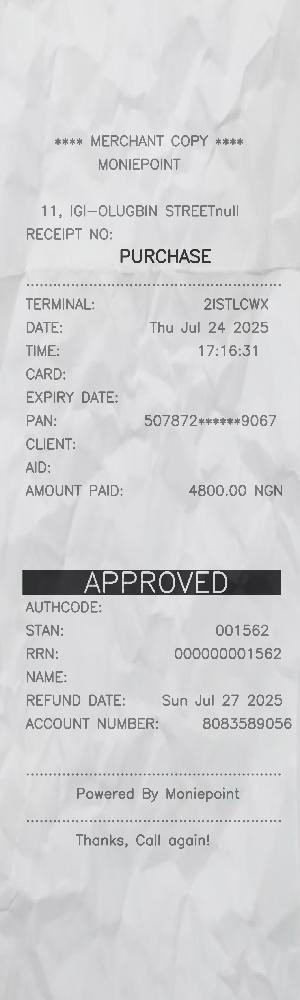 **** MERCHANT COPY ****
MONIEPOINT
11, IGI-OLUGBIN STREETnull
RECEIPT NO:
PURCHASE
TERMINAL: 2ISTLCWX
DATE: Thu Jul 24 2025
TIME: 17:16:31
CARD:
EXPIRY DATE:
PAN: 507872******9067
CLIENT:
AID:
AMOUNT PAID: 4800.00 NGN
APPROVED
AUTHCODE:
STAN: 001562
RRN: 000000001562
NAME:
REFUND DATE: Sun Jul 27 2025
ACCOUNT NUMBER: 8083589056
Powered By Moniepoint
Thanks, Call again!